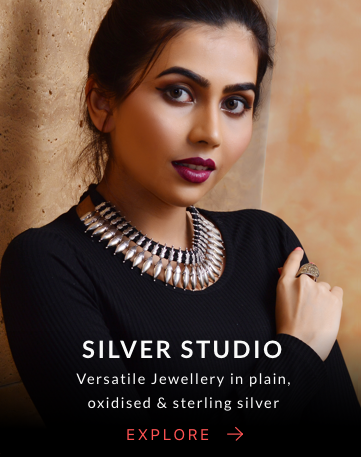 SILVER STUDIO
Versatile Jewellery in plain,
oxidised & sterling silver
EXPLORE →